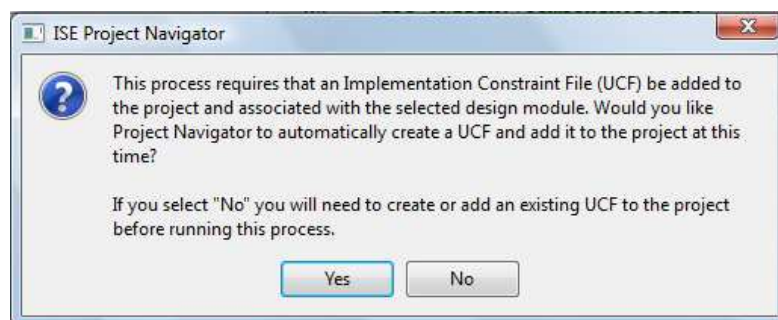 ISE Project Navigator
This process requires that an Implementation Constraint File (UCF) be added to
the project and associated with the selected design module. Would you like
Project Navigator to automatically create a UCF and add it to the project at this
time?
If you select "No" you will need to create or add an existing UCF to the project
before running this process.
Yes
No